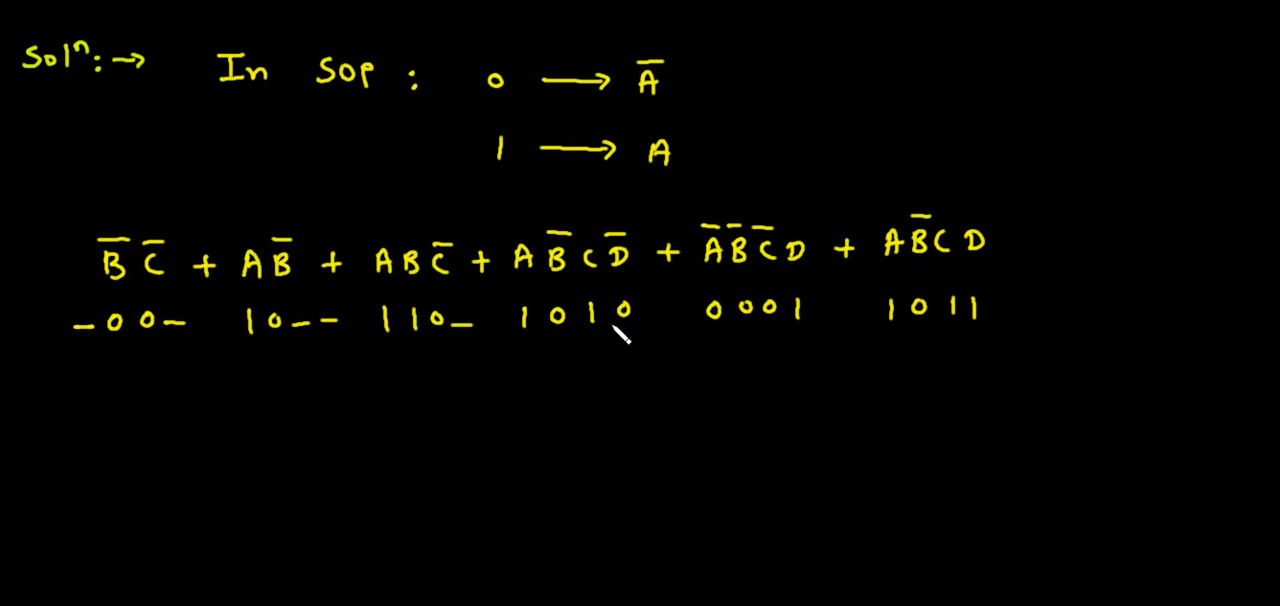 Solⁿ:→ In SOP : 0 → A̅
1 → A
B̅ C̅ + A B̅ + A B C̅ + A B̅ C D̅ + A̅ B̅ C̅ D + A B̅ C D
–00– 10–– 110– 1010 0001 1011